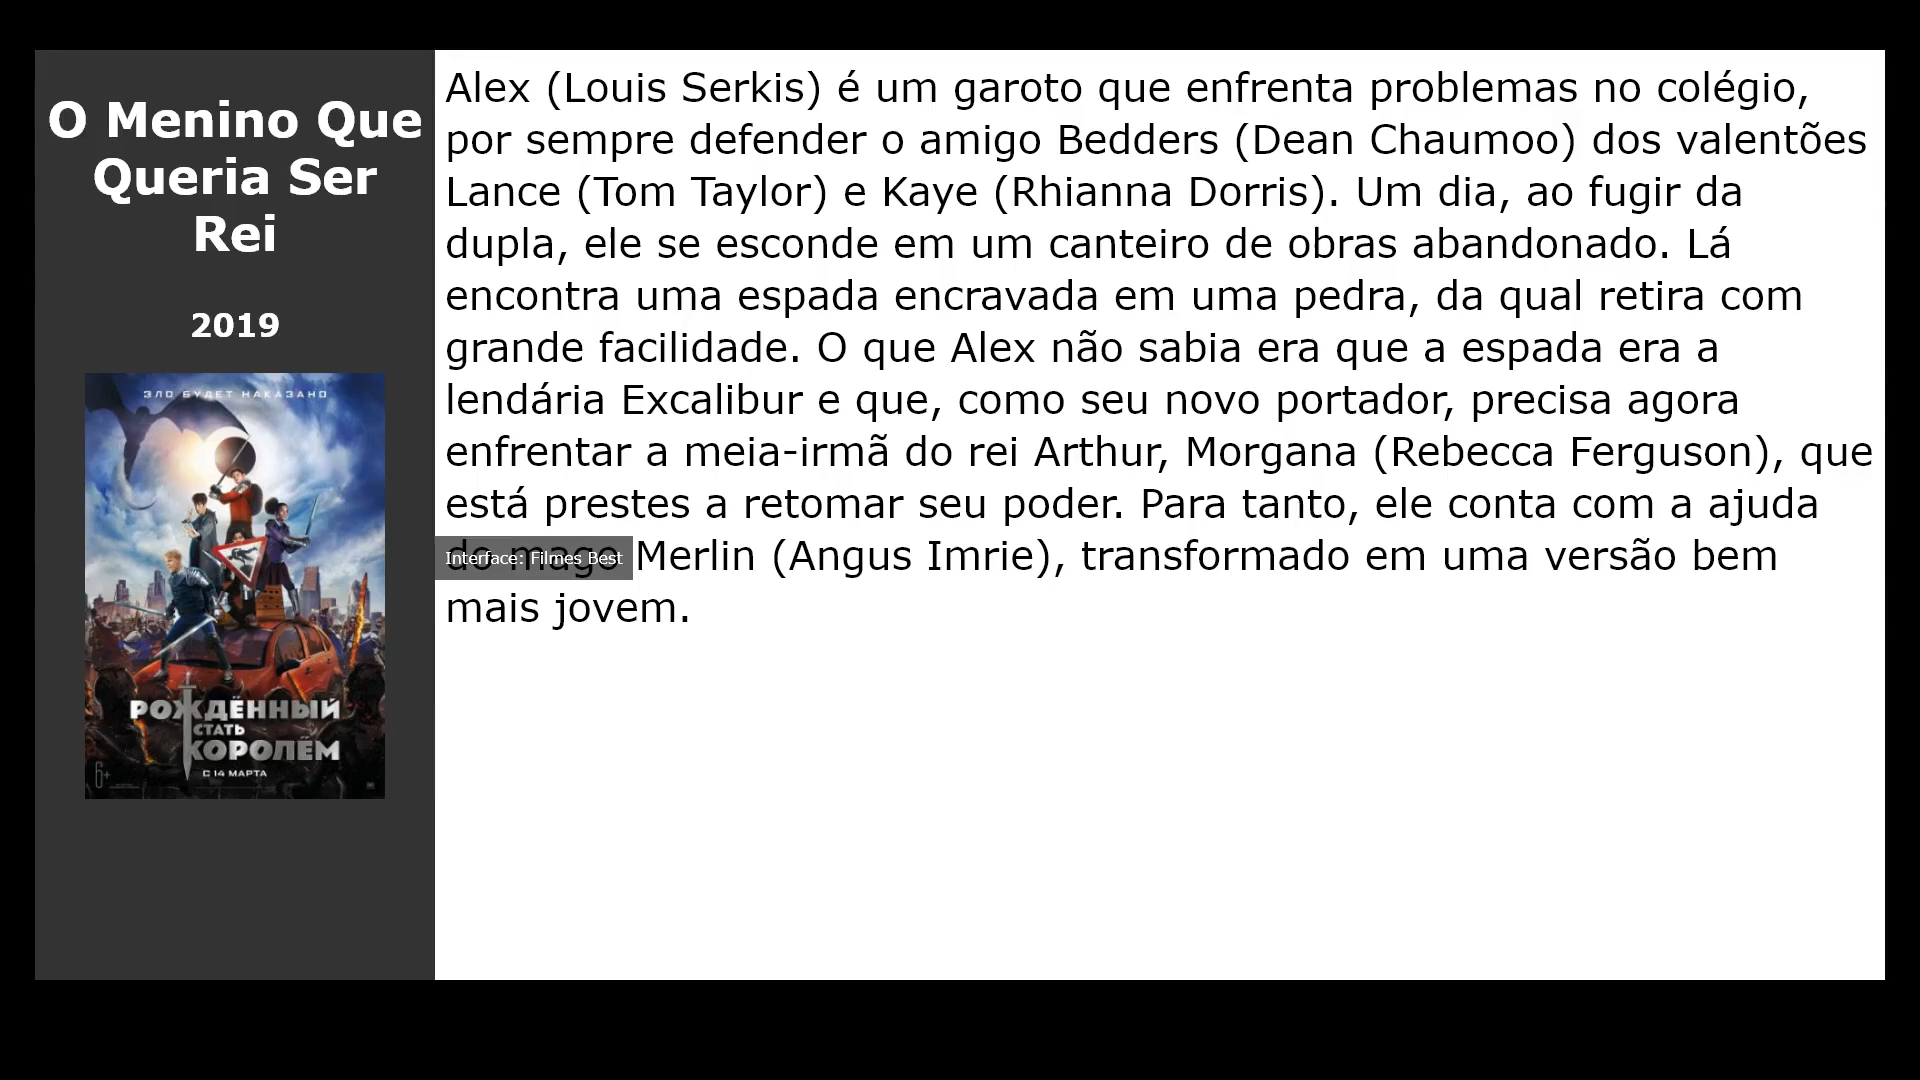 O Menino Que
Queria Ser
Rei
2019
ЗЛО БУДЕТ НАКАЗАНО
РОЖДЁННЫЙ
СТАТЬ
КОРОЛЁМ
С 14 МАРТА
6+
Alex (Louis Serkis) é um garoto que enfrenta problemas no colégio,
por sempre defender o amigo Bedders (Dean Chaumoo) dos valentões
Lance (Tom Taylor) e Kaye (Rhianna Dorris). Um dia, ao fugir da
dupla, ele se esconde em um canteiro de obras abandonado. Lá
encontra uma espada encravada em uma pedra, da qual retira com
grande facilidade. O que Alex não sabia era que a espada era a
lendária Excalibur e que, como seu novo portador, precisa agora
enfrentar a meia-irmã do rei Arthur, Morgana (Rebecca Ferguson), que
está prestes a retomar seu poder. Para tanto, ele conta com a ajuda
do mago Merlin (Angus Imrie), transformado em uma versão bem
mais jovem.
Interface: Filmes Best